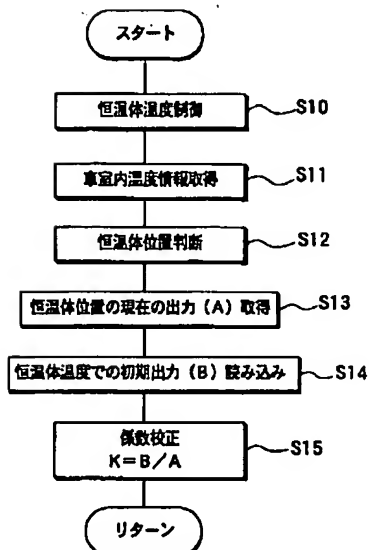 スタート
恒温体温度制御
S10
車室内温度情報取得
S11
恒温体位置判断
S12
恒温体位置の現在の出力(A)取得
S13
恒温体温度での初期出力(B)読み込み
S14
係数校正
K=B/A
S15
リターン